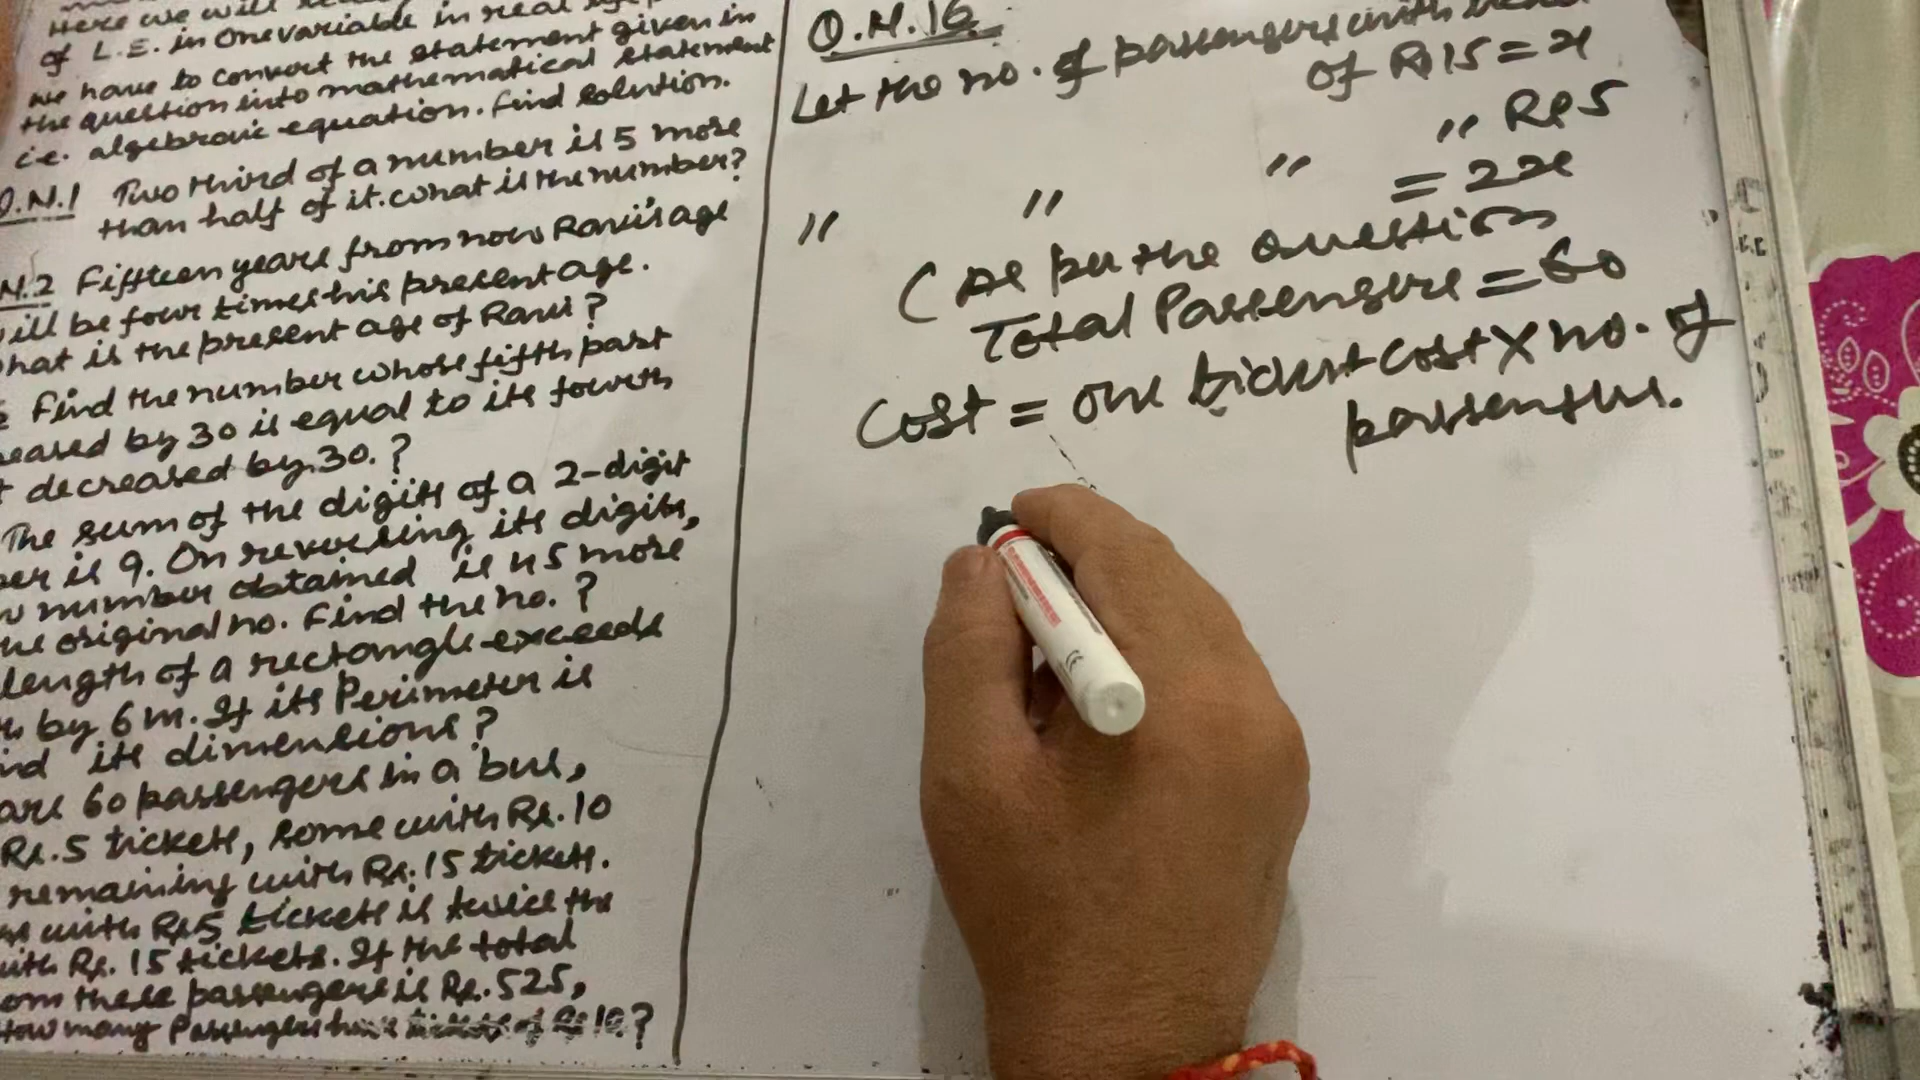 Here we will
of L.E. in one variable in real
we have to convert the statement given in
the question into mathematical statement
i.e. algebraic equation. Find solution.
Q.N.1 Two third of a number is 5 more
than half of it. what is the number?
N.2 Fifteen years from now Ravi's age
will be four times his present age.
what is the present age of Ravi?
Find the number whose fifth part
reased by 30 is equal to its fourth
t decreased by 30.?
The sum of the digits of a 2-digit
ber is 9. On reversing its digits,
w number obtained is 45 more
the original no. Find the no.?
length of a rectangle exceeds
by 6 m. If its Perimeter is
nd its dimensions?
are 60 passengers in a bus,
Rs.5 tickets, some with Rs.10
remaining with Rs.15 tickets.
with Rs5 tickets is twice the
with Rs.15 tickets. If the total
om these passengers is Rs.525,
How many Passengers have tickets of Rs 10.?
Q.N.16
Let the no. of passengers with
of Rs15 = x
" " " " Rs5
= 2x
(As per the question
Total Passengers = 60
Cost = one ticket cost X no. of
passengers.